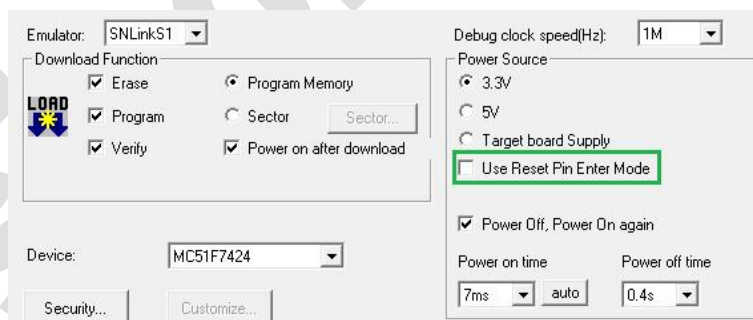 Emulator: SNLinkS1
Debug clock speed(Hz): 1M
Download Function
LOAD
Erase
Program
Verify
Program Memory
Sector
Sector...
Power on after download
Power Source
3.3V
5V
Target board Supply
Use Reset Pin Enter Mode
Power Off, Power On again
Power on time
Power off time
7ms
auto
0.4s
Device: MC51F7424
Security...
Customize...